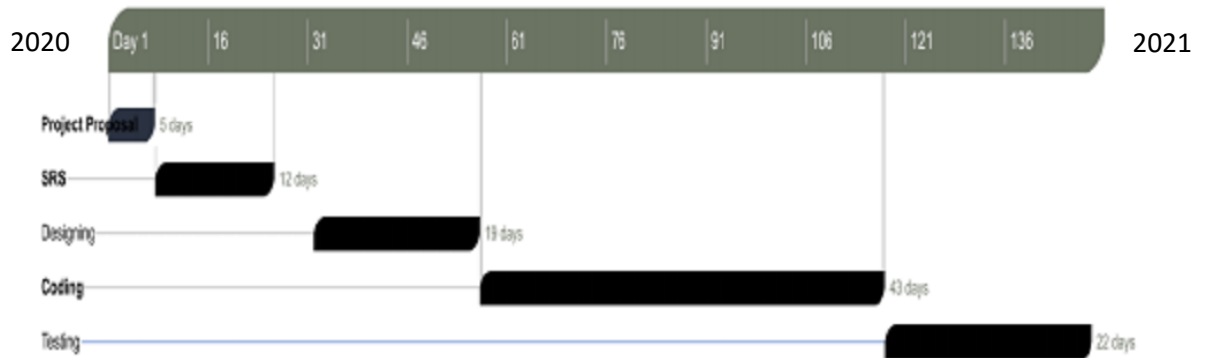 2020 Day 1 16 31 46 61 76 91 106 121 136 2021
Project Proposal 5 days
SRS 12 days
Designing 19 days
Coding 43 days
Testing 22 days